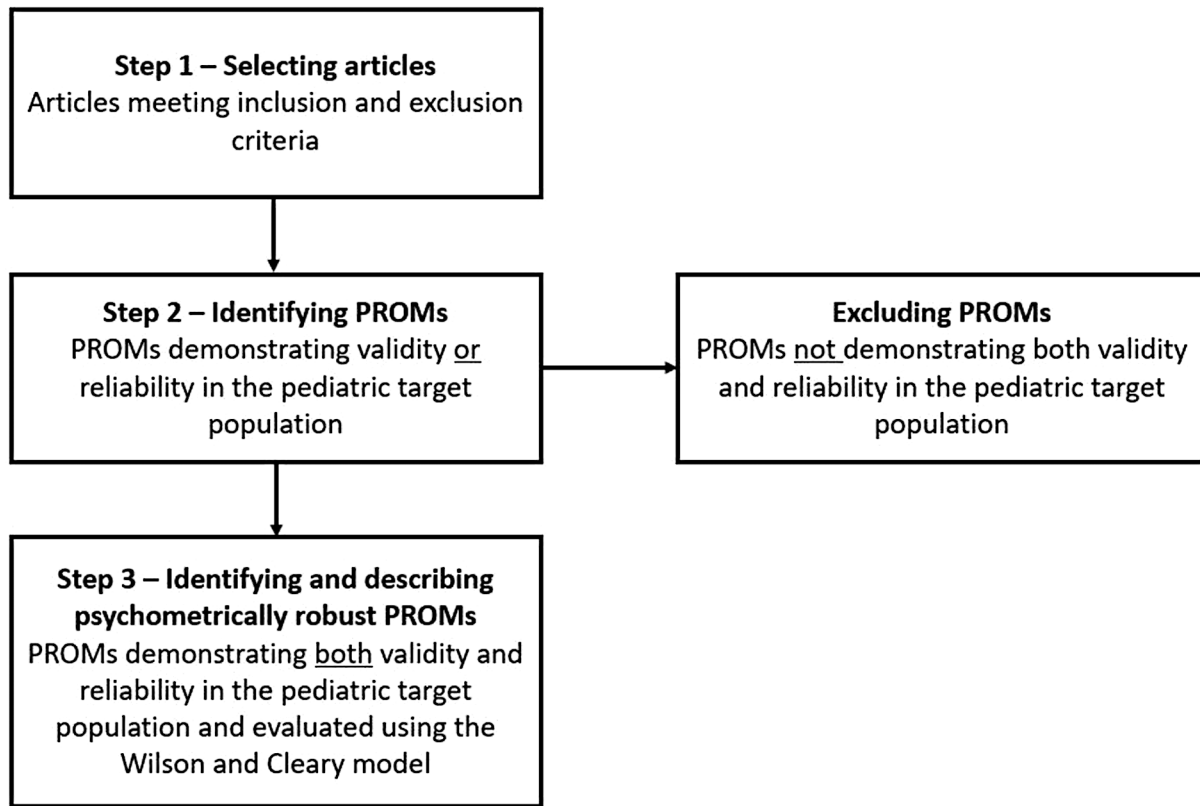 Step 1 – Selecting articles
Articles meeting inclusion and exclusion
criteria
Step 2 – Identifying PROMs
PROMs demonstrating validity or
reliability in the pediatric target
population
Excluding PROMs
PROMs not demonstrating both validity
and reliability in the pediatric target
population
Step 3 – Identifying and describing
psychometrically robust PROMs
PROMs demonstrating both validity and
reliability in the pediatric target
population and evaluated using the
Wilson and Cleary model